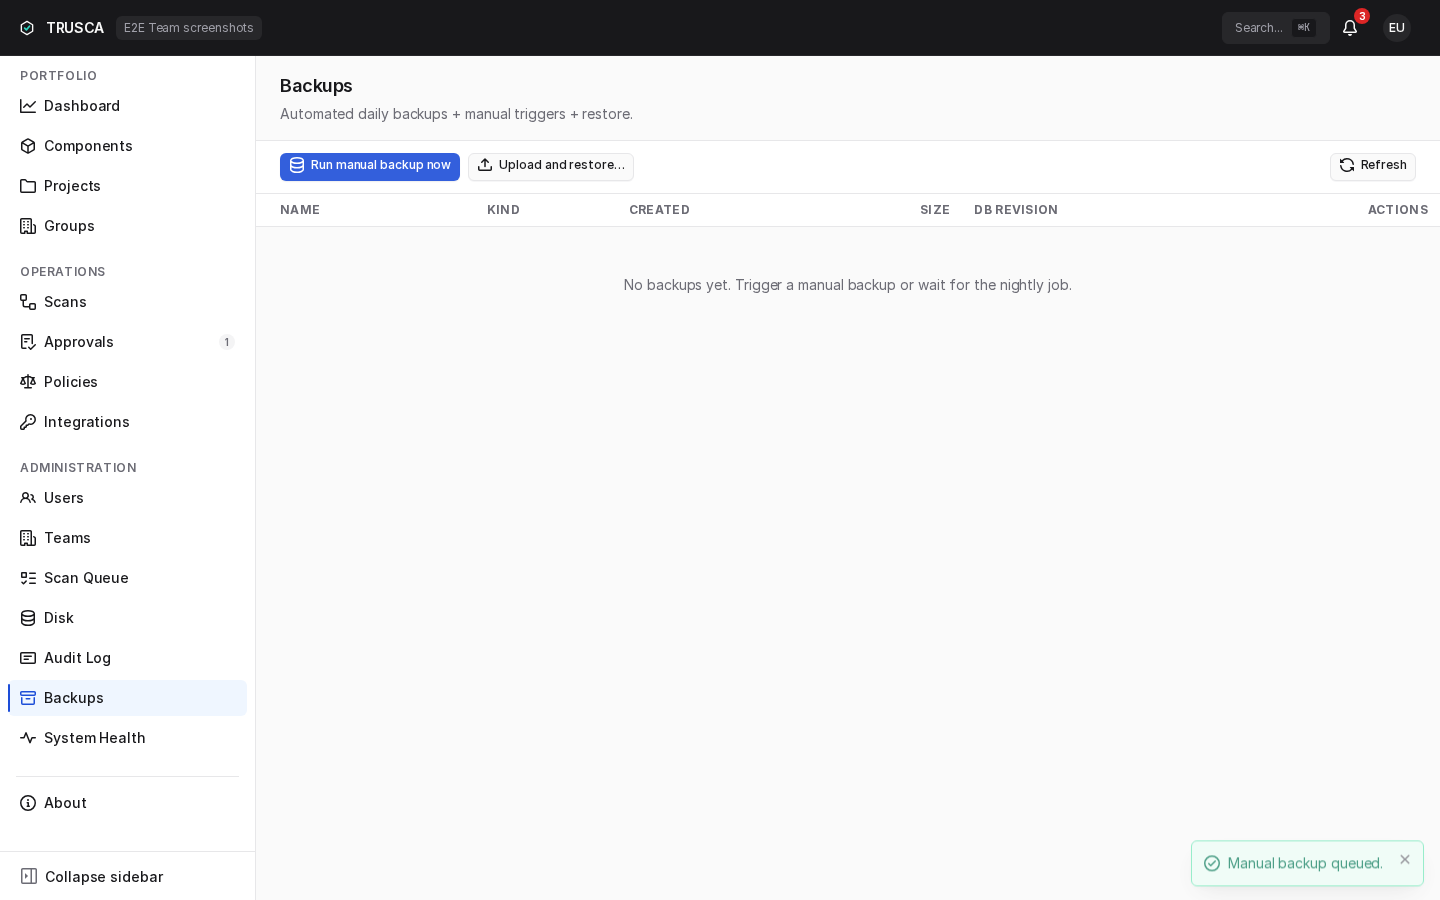 TRUSCA
E2E Team screenshots
Search...
⌘K
3
EU
PORTFOLIO
Dashboard
Components
Projects
Groups
OPERATIONS
Scans
Approvals
1
Policies
Integrations
ADMINISTRATION
Users
Teams
Scan Queue
Disk
Audit Log
Backups
System Health
About
Collapse sidebar
Backups
Automated daily backups + manual triggers + restore.
Run manual backup now
Upload and restore...
Refresh
NAME KIND CREATED SIZE DB REVISION ACTIONS
No backups yet. Trigger a manual backup or wait for the nightly job.
Manual backup queued.